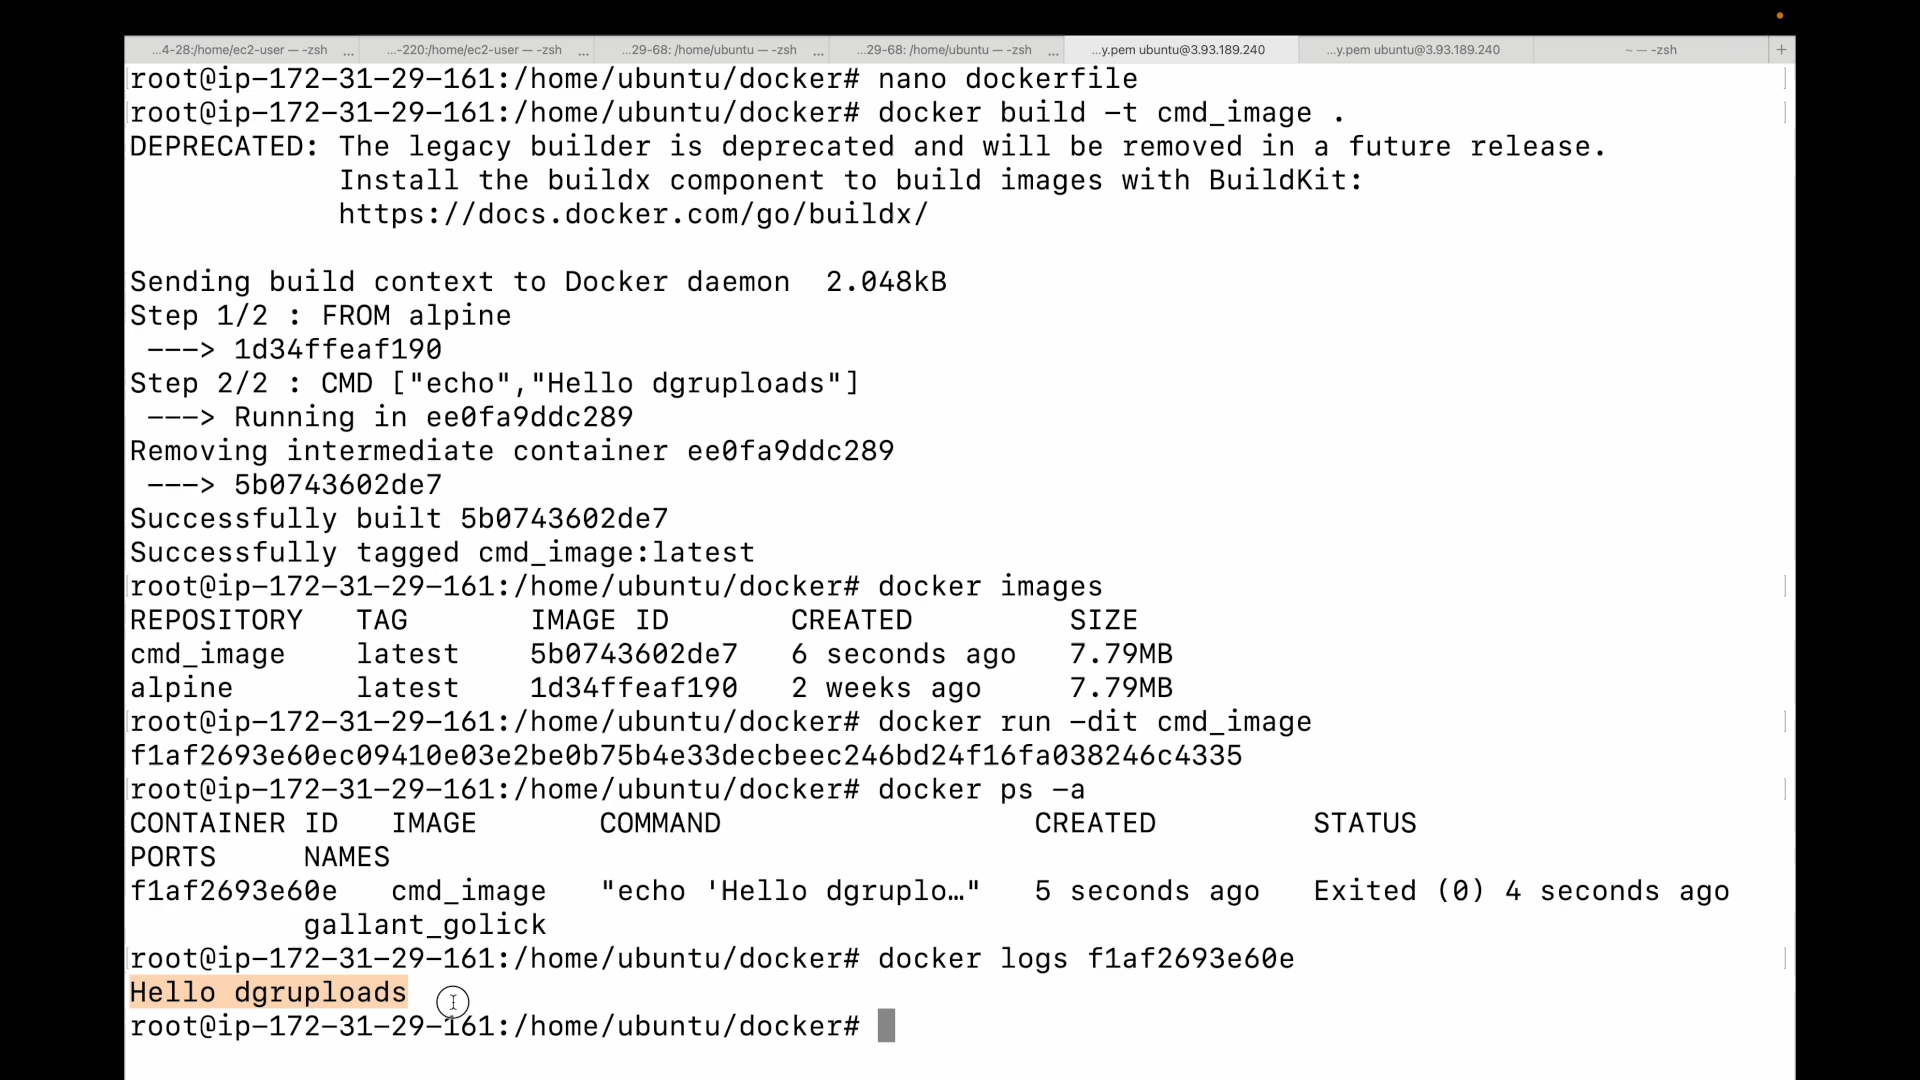 ...4-28:/home/ec2-user — -zsh ... ...-220:/home/ec2-user — -zsh ... ...29-68: /home/ubuntu — -zsh ... ...29-68: /home/ubuntu — -zsh ... ...y.pem ubuntu@3.93.189.240 ...y.pem ubuntu@3.93.189.240 ~ — -zsh +
[root@ip-172-31-29-161:/home/ubuntu/docker# nano dockerfile ]
[root@ip-172-31-29-161:/home/ubuntu/docker# docker build -t cmd_image . ]
DEPRECATED: The legacy builder is deprecated and will be removed in a future release.
Install the buildx component to build images with BuildKit:
https://docs.docker.com/go/buildx/
Sending build context to Docker daemon  2.048kB
Step 1/2 : FROM alpine
---> 1d34ffeaf190
Step 2/2 : CMD ["echo","Hello dgruploads"]
---> Running in ee0fa9ddc289
Removing intermediate container ee0fa9ddc289
---> 5b0743602de7
Successfully built 5b0743602de7
Successfully tagged cmd_image:latest
[root@ip-172-31-29-161:/home/ubuntu/docker# docker images ]
REPOSITORY   TAG       IMAGE ID       CREATED         SIZE
cmd_image    latest    5b0743602de7   6 seconds ago   7.79MB
alpine       latest    1d34ffeaf190   2 weeks ago     7.79MB
[root@ip-172-31-29-161:/home/ubuntu/docker# docker run -dit cmd_image ]
f1af2693e60ec09410e03e2be0b75b4e33decbeec246bd24f16fa038246c4335
[root@ip-172-31-29-161:/home/ubuntu/docker# docker ps -a ]
CONTAINER ID   IMAGE       COMMAND                  CREATED         STATUS
PORTS     NAMES
f1af2693e60e   cmd_image   "echo 'Hello dgruplo…"   5 seconds ago   Exited (0) 4 seconds ago
gallant_golick
[root@ip-172-31-29-161:/home/ubuntu/docker# docker logs f1af2693e60e ]
Hello dgruploads
root@ip-172-31-29-161:/home/ubuntu/docker#